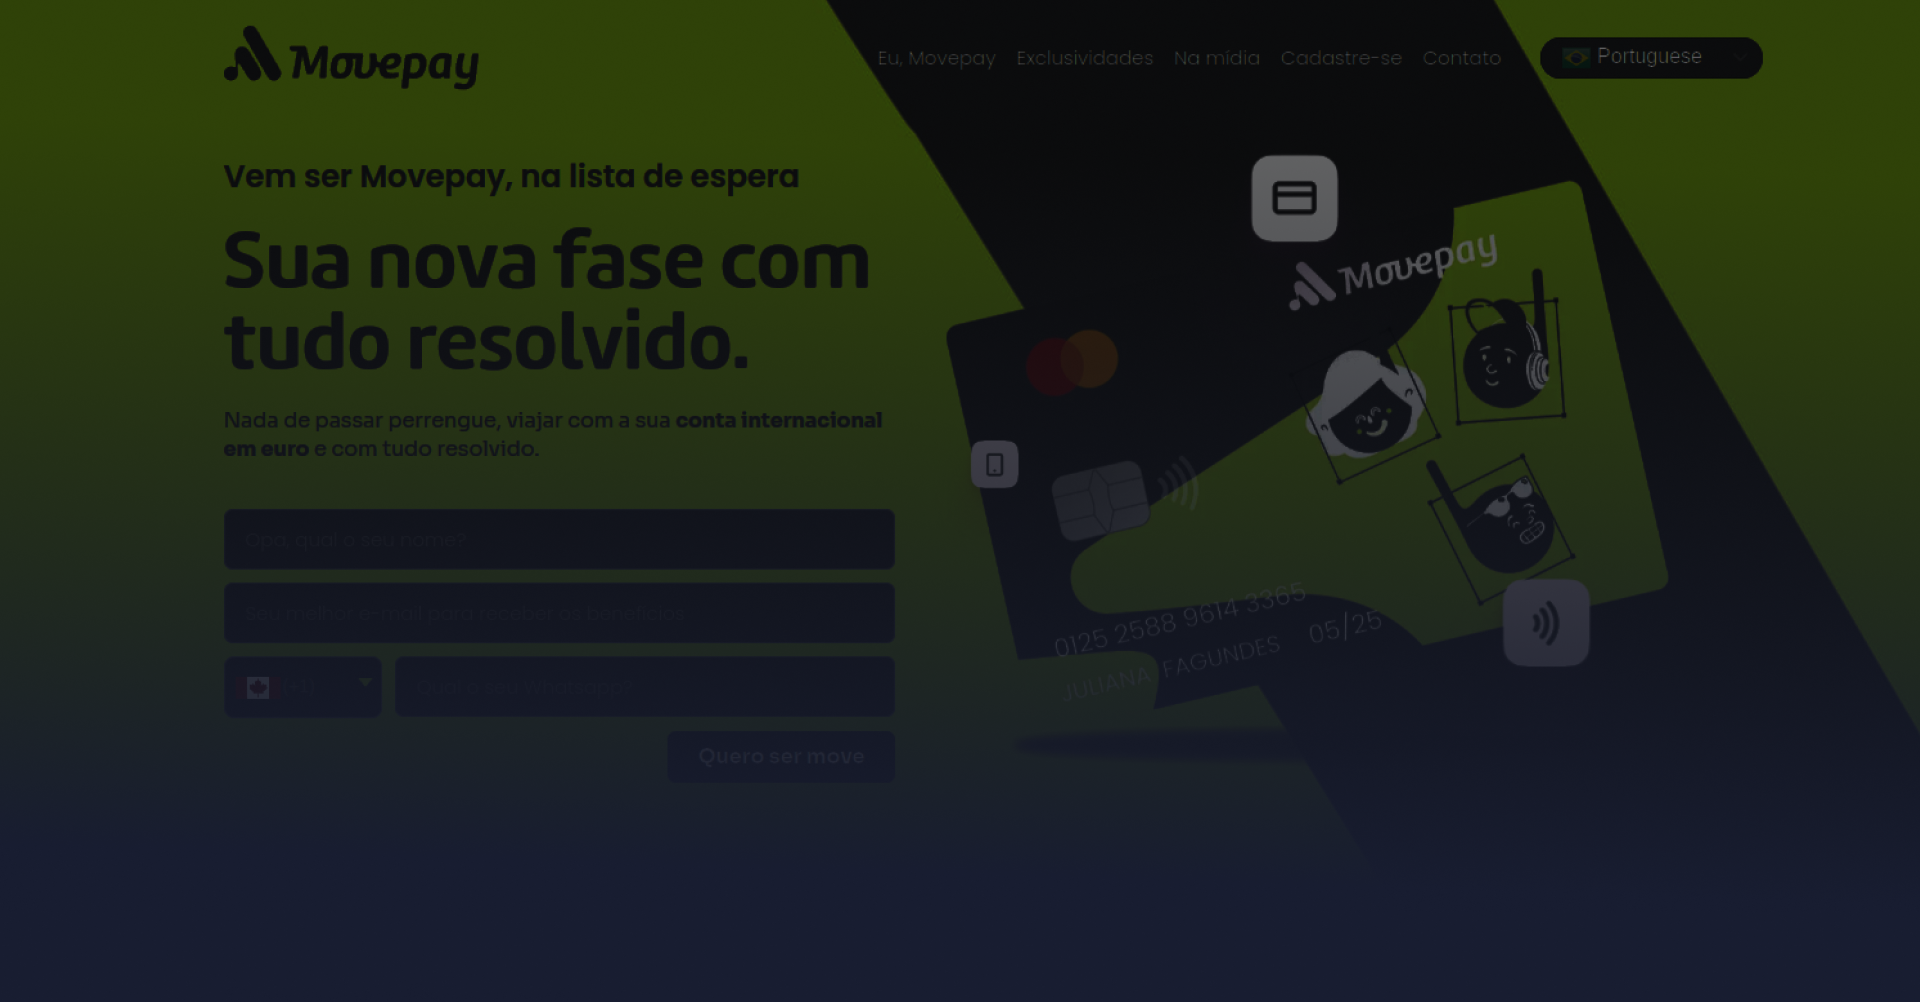 Movepay
Eu, Movepay
Exclusividades
Na mídia
Cadastre-se
Contato
Portuguese
Vem ser Movepay, na lista de espera
Sua nova fase com
tudo resolvido.
Nada de passar perrengue, viajar com a sua conta internacional
em euro e com tudo resolvido.
Opa, qual o seu nome?
Seu melhor e-mail para receber os benefícios
Quero ser move
Movepay
0125 2588 9614 3365
JULIANA FAGUNDES 05/25